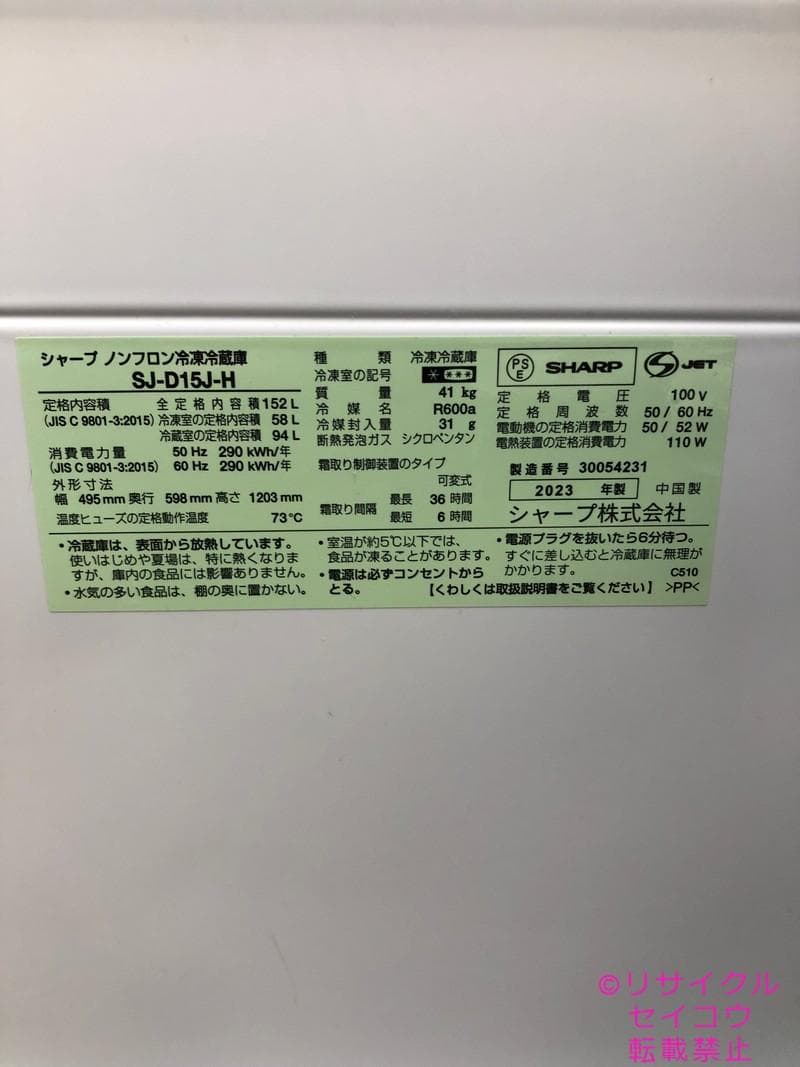 シャープ ノンフロン冷凍冷蔵庫
SJ-D15J-H
定格内容積 全定格内容積 152 L
(JIS C 9801-3:2015) 冷凍室の定格内容積 58 L
冷蔵室の定格内容積 94 L
消費電力量 50 Hz 290 kWh/年
(JIS C 9801-3:2015) 60 Hz 290 kWh/年
外形寸法
幅 495 mm 奥行 598 mm 高さ 1203 mm
温度ヒューズの定格動作温度 73℃
種類 冷凍冷蔵庫
冷凍室の記号 ＊ ＊＊＊
質量 41 kg
冷媒名 R600a
冷媒封入量 31 g
断熱発泡ガス シクロペンタン
霜取り制御装置のタイプ
可変式
霜取り間隔 最長 36 時間
最短 6 時間
PS
E
SHARP
JET
定格電圧 100 V
定格周波数 50 / 60 Hz
電動機の定格消費電力 50 / 52 W
電熱装置の定格消費電力 110 W
製造番号 30054231
2023 年製 中国製
シャープ株式会社
・冷蔵庫は、表面から放熱しています。
使いはじめや夏場は、特に熱くなりま
すが、庫内の食品には影響ありません。
・水気の多い食品は、棚の奥に置かない。
・室温が約5℃以下では、
食品が凍ることがあります。
・電源は必ずコンセントから
とる。
・電源プラグを抜いたら6分待つ。
すぐに差し込むと冷蔵庫に無理が
かかります。 C510
【くわしくは取扱説明書をご覧ください】 >PP<
©リサイクル
セイコウ
転載禁止